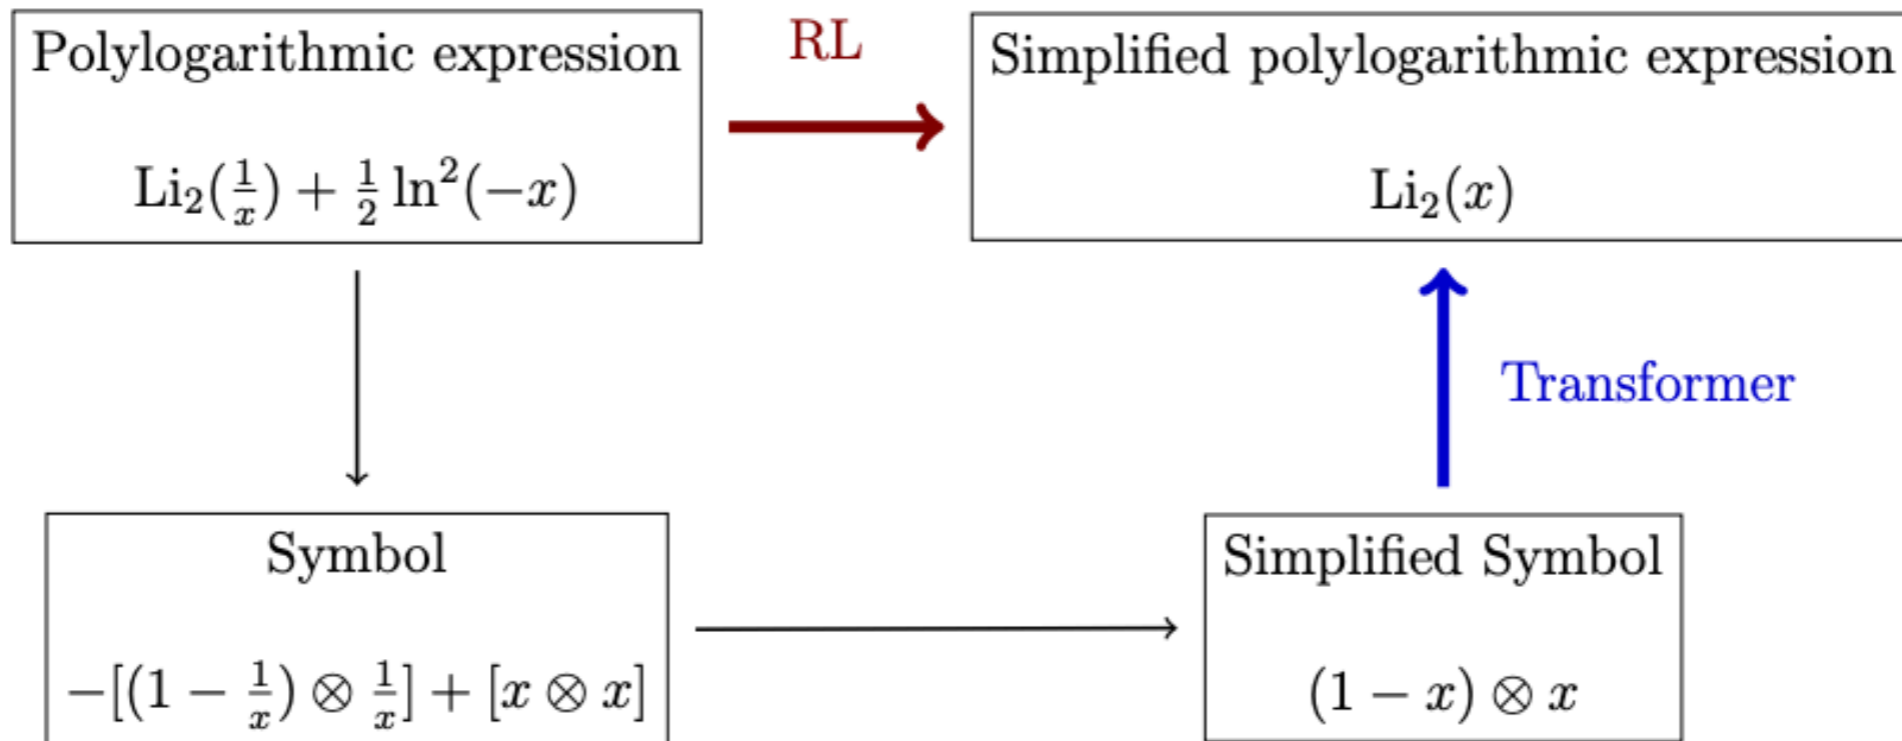 Polylogarithmic expression
Li₂(1/x) + 1/2 ln²(−x)
RL
Simplified polylogarithmic expression
Li₂(x)
Transformer
Symbol
−[(1 − 1/x) ⊗ 1/x] + [x ⊗ x]
Simplified Symbol
(1 − x) ⊗ x